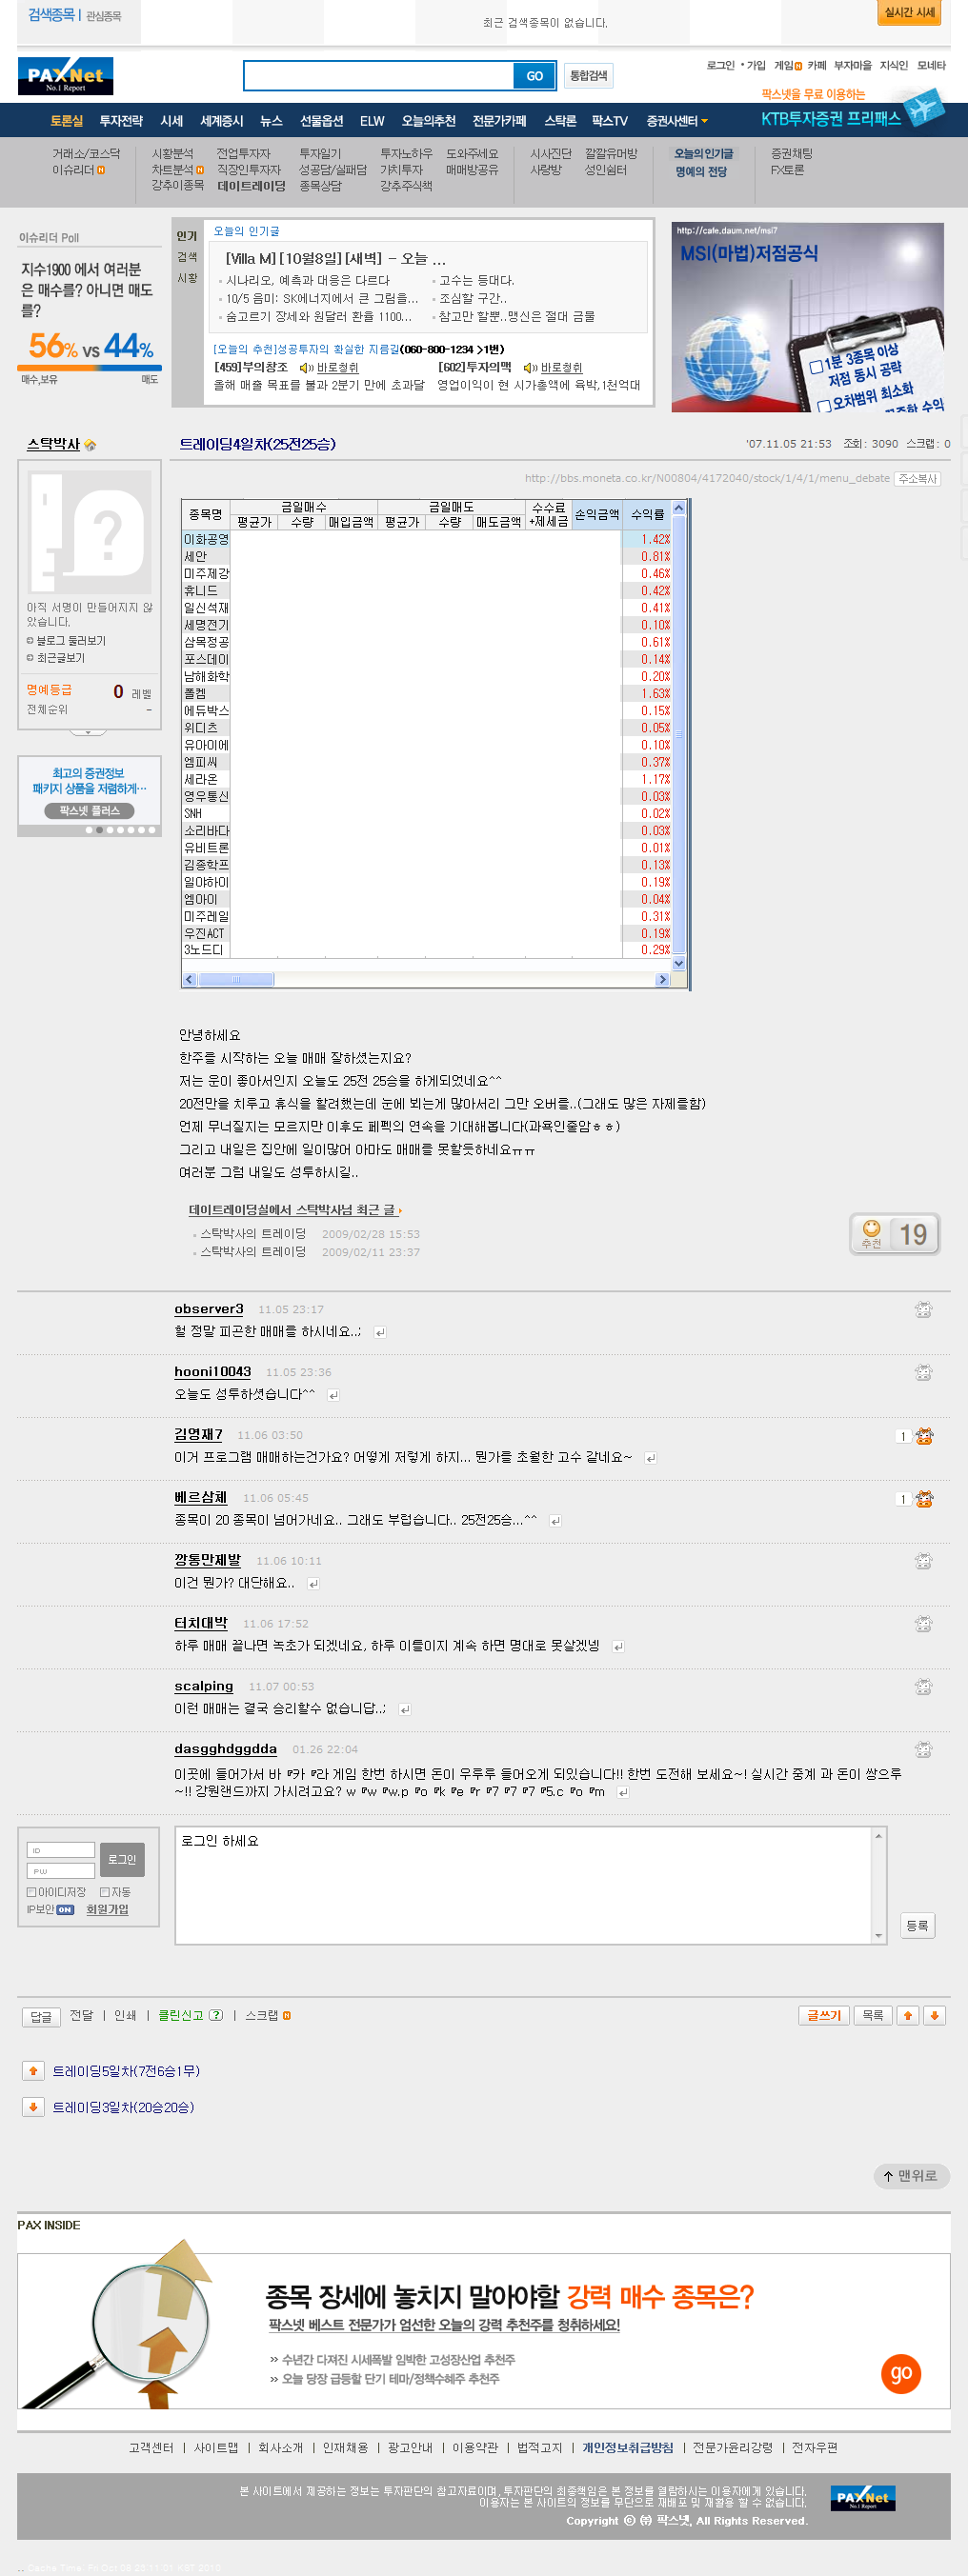 검색종목 | 관심종목
최근 검색종목이 없습니다.
실시간 시세
PAXNet
No.1 Report
GO
통합검색
로그인 • 가입 게임 카페 부자마을 지식인 모네타
팍스넷을 무료 이용하는
KTB투자증권 프리패스
토론실 투자전략 시세 세계증시 뉴스 선물옵션 ELW 오늘의추천 전문가카페 스탁론 팍스TV 증권사센터
거래소/코스닥 시황분석 전업투자자 투자일기 투자노하우 도와주세요 시사진단 깔깔유머방 오늘의 인기글 증권채팅
이슈리더 차트분석 직장인투자자 성공담/실패담 가치투자 매매방공유 사랑방 성인쉼터 명예의 전당 FX토론
강추이종목 데이트레이딩 종목상담 강추주식책
이슈리더 Poll
지수1900 에서 여러분
은 매수를? 아니면 매도
를?
56% vs 44%
매수,보유 매도
인기
검색
시황
오늘의 인기글
[Villa M] [10월8일] [새벽] - 오늘 ...
시나리오, 예측과 대응은 다르다
고수는 등대다.
10/5 음미: SK에너지에서 큰 그림을...
조심할 구간..
숨고르기 장세와 원달러 환율 1100...
참고만 할뿐..맹신은 절대 금물
[오늘의 추천]성공투자의 확실한 지름길(060-800-1234 >1번)
[459]부의창조 바로청취 [602]투자의맥 바로청취
올해 매출 목표를 불과 2분기 만에 초과달 영업이익이 현 시가총액에 육박,1천억대
http://cafe.daum.net/msi7
MSI(마법)저점공식
1분 3종목 이상
저점 동시 공략
오차범위 최소화
스탁박사
트레이딩4일차(25전25승)
'07.11.05 21:53 조회: 3090 스크랩: 0
http://bbs.moneta.co.kr/N00804/4172040/stock/1/4/1/menu_debate 주소복사
아직 서명이 만들어지지 않
았습니다.
블로그 둘러보기
최근글보기
명예등급 0 레벨
전체순위 -
최고의 증권정보
패키지 상품을 저렴하게…
팍스넷 플러스
종목명 금일매수 금일매도 수수료 손익금액 수익률
평균가 수량 매입금액 평균가 수량 매도금액 +제세금
이화공영 1.42%
세안 0.81%
미주제강 0.46%
휴니드 0.42%
일신석재 0.41%
세명전기 0.10%
삼목정공 0.61%
포스데이 0.14%
남해화학 0.20%
폴켐 1.63%
에듀박스 0.15%
위디츠 0.05%
유아이에 0.10%
엠피씨 0.37%
세라온 1.17%
영우통신 0.03%
SNH 0.02%
소리바다 0.03%
유비트론 0.01%
김종학프 0.13%
일야하이 0.19%
엠아이 0.04%
미주레일 0.31%
우진ACT 0.19%
3노드디 0.29%
안녕하세요
한주를 시작하는 오늘 매매 잘하셨는지요?
저는 운이 좋아서인지 오늘도 25전 25승을 하게되었네요^^
20전만을 치루고 휴식을 할려했는데 눈에 뵈는게 많아서리 그만 오버를..(그래도 많은 자제를함)
언제 무너질지는 모르지만 이후도 페펙의 연속을 기대해봅니다(과욕인줄암ㅎㅎ)
그리고 내일은 집안에 일이많어 아마도 매매를 못할듯하네요ㅠㅠ
여러분 그럼 내일도 성투하시길..
데이트레이딩실에서 스탁박사님 최근 글
스탁박사의 트레이딩 2009/02/28 15:53
스탁박사의 트레이딩 2009/02/11 23:37
추천 19
observer3 11.05 23:17
헐 정말 피곤한 매매를 하시네요..;
hooni10043 11.05 23:36
오늘도 성투하셧습니다^^
김명재7 11.06 03:50
이거 프로그램 매매하는건가요? 어떻게 저렇게 하지... 뭔가를 초월한 고수 같네요~
1
베르삼체 11.06 05:45
종목이 20 종목이 넘어가네요.. 그래도 부럽습니다.. 25전25승...^^
1
깡통만제발 11.06 10:11
이건 뭔가? 대단해요..
터치대박 11.06 17:52
하루 매매 끝나면 녹초가 되겠네요, 하루 이틀이지 계속 하면 명대로 못살겠넹
scalping 11.07 00:53
이런 매매는 결국 승리할수 없습니답..;
dasgghdggdda 01.26 22:04
이곳에 들어가서 바 『카 『라 게임 한번 하시면 돈이 우루루 들어오게 되있습니다!! 한번 도전해 보세요~! 실시간 중계 과 돈이 쌍으루
~!! 강원랜드까지 가시려고요? w 『w 『w.p 『o 『k 『e 『r 『7 『7 『7 『5.c 『o 『m
ID
PW
로그인
아이디저장 자동
IP보안 ON 회원가입
로그인 하세요
등록
답글 전달 | 인쇄 | 클린신고 ? | 스크랩
글쓰기 목록
트레이딩5일차(7전6승1무)
트레이딩3일차(20승20승)
맨위로
PAX INSIDE
종목 장세에 놓치지 말아야할 강력 매수 종목은?
팍스넷 베스트 전문가가 엄선한 오늘의 강력 추천주를 청취하세요!
>> 수년간 다져진 시세폭발 임박한 고성장산업 추천주
>> 오늘 당장 급등할 단기 테마/정책수혜주 추천주
go
고객센터 | 사이트맵 | 회사소개 | 인재채용 | 광고안내 | 이용약관 | 법적고지 | 개인정보취급방침 | 전문가윤리강령 | 전자우편
본 사이트에서 제공하는 정보는 투자판단의 참고자료이며, 투자판단의 최종책임은 본 정보를 열람하시는 이용자에게 있습니다.
이용자는 본 사이트의 정보를 무단으로 재배포 및 재활용 할 수 없습니다.
Copyright ⓒ ㈜ 팍스넷, All Rights Reserved.
PAXNet
No.1 Report